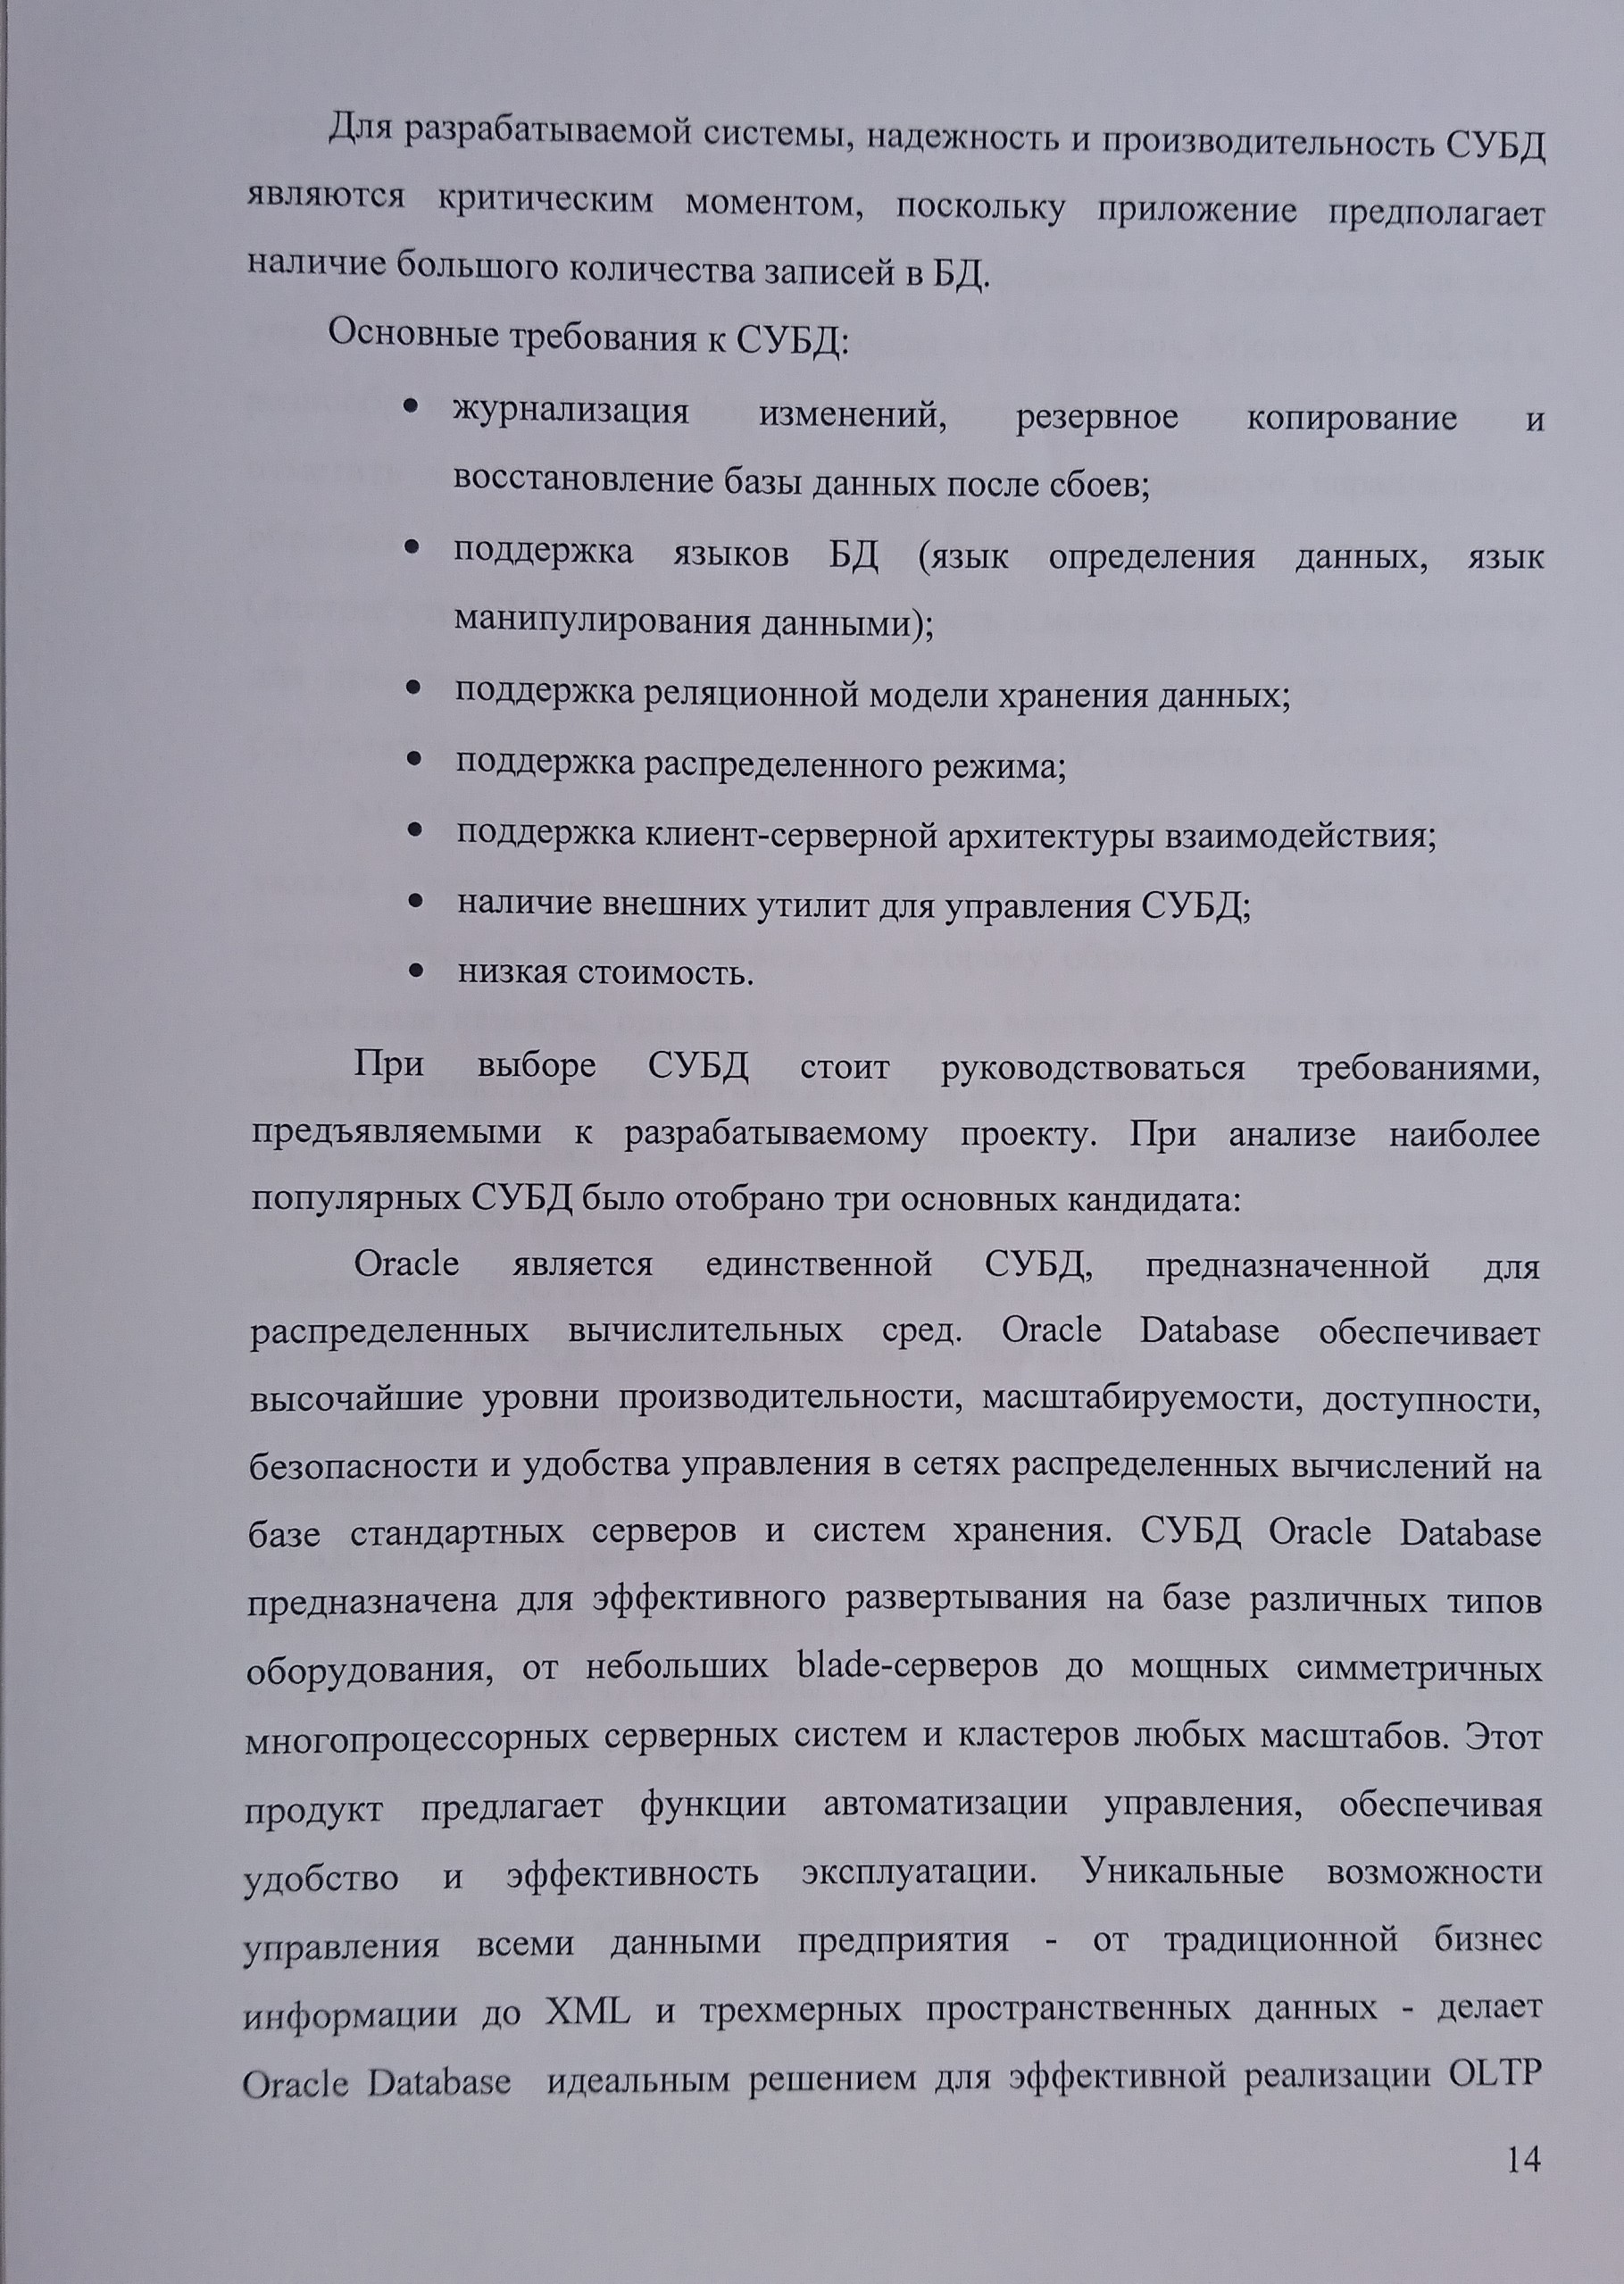 Для разрабатываемой системы, надежность и производительность СУБД
являются критическим моментом, поскольку приложение предполагает
наличие большого количества записей в БД.
Основные требования к СУБД:
• журнализация изменений, резервное копирование и
восстановление базы данных после сбоев;
• поддержка языков БД (язык определения данных, язык
манипулирования данными);
• поддержка реляционной модели хранения данных;
• поддержка распределенного режима;
• поддержка клиент-серверной архитектуры взаимодействия;
• наличие внешних утилит для управления СУБД;
• низкая стоимость.
При выборе СУБД стоит руководствоваться требованиями,
предъявляемыми к разрабатываемому проекту. При анализе наиболее
популярных СУБД было отобрано три основных кандидата:
Oracle является единственной СУБД, предназначенной для
распределенных вычислительных сред. Oracle Database обеспечивает
высочайшие уровни производительности, масштабируемости, доступности,
безопасности и удобства управления в сетях распределенных вычислений на
базе стандартных серверов и систем хранения. СУБД Oracle Database
предназначена для эффективного развертывания на базе различных типов
оборудования, от небольших blade-серверов до мощных симметричных
многопроцессорных серверных систем и кластеров любых масштабов. Этот
продукт предлагает функции автоматизации управления, обеспечивая
удобство и эффективность эксплуатации. Уникальные возможности
управления всеми данными предприятия - от традиционной бизнес
информации до XML и трехмерных пространственных данных - делает
Oracle Database идеальным решением для эффективной реализации OLTP
14